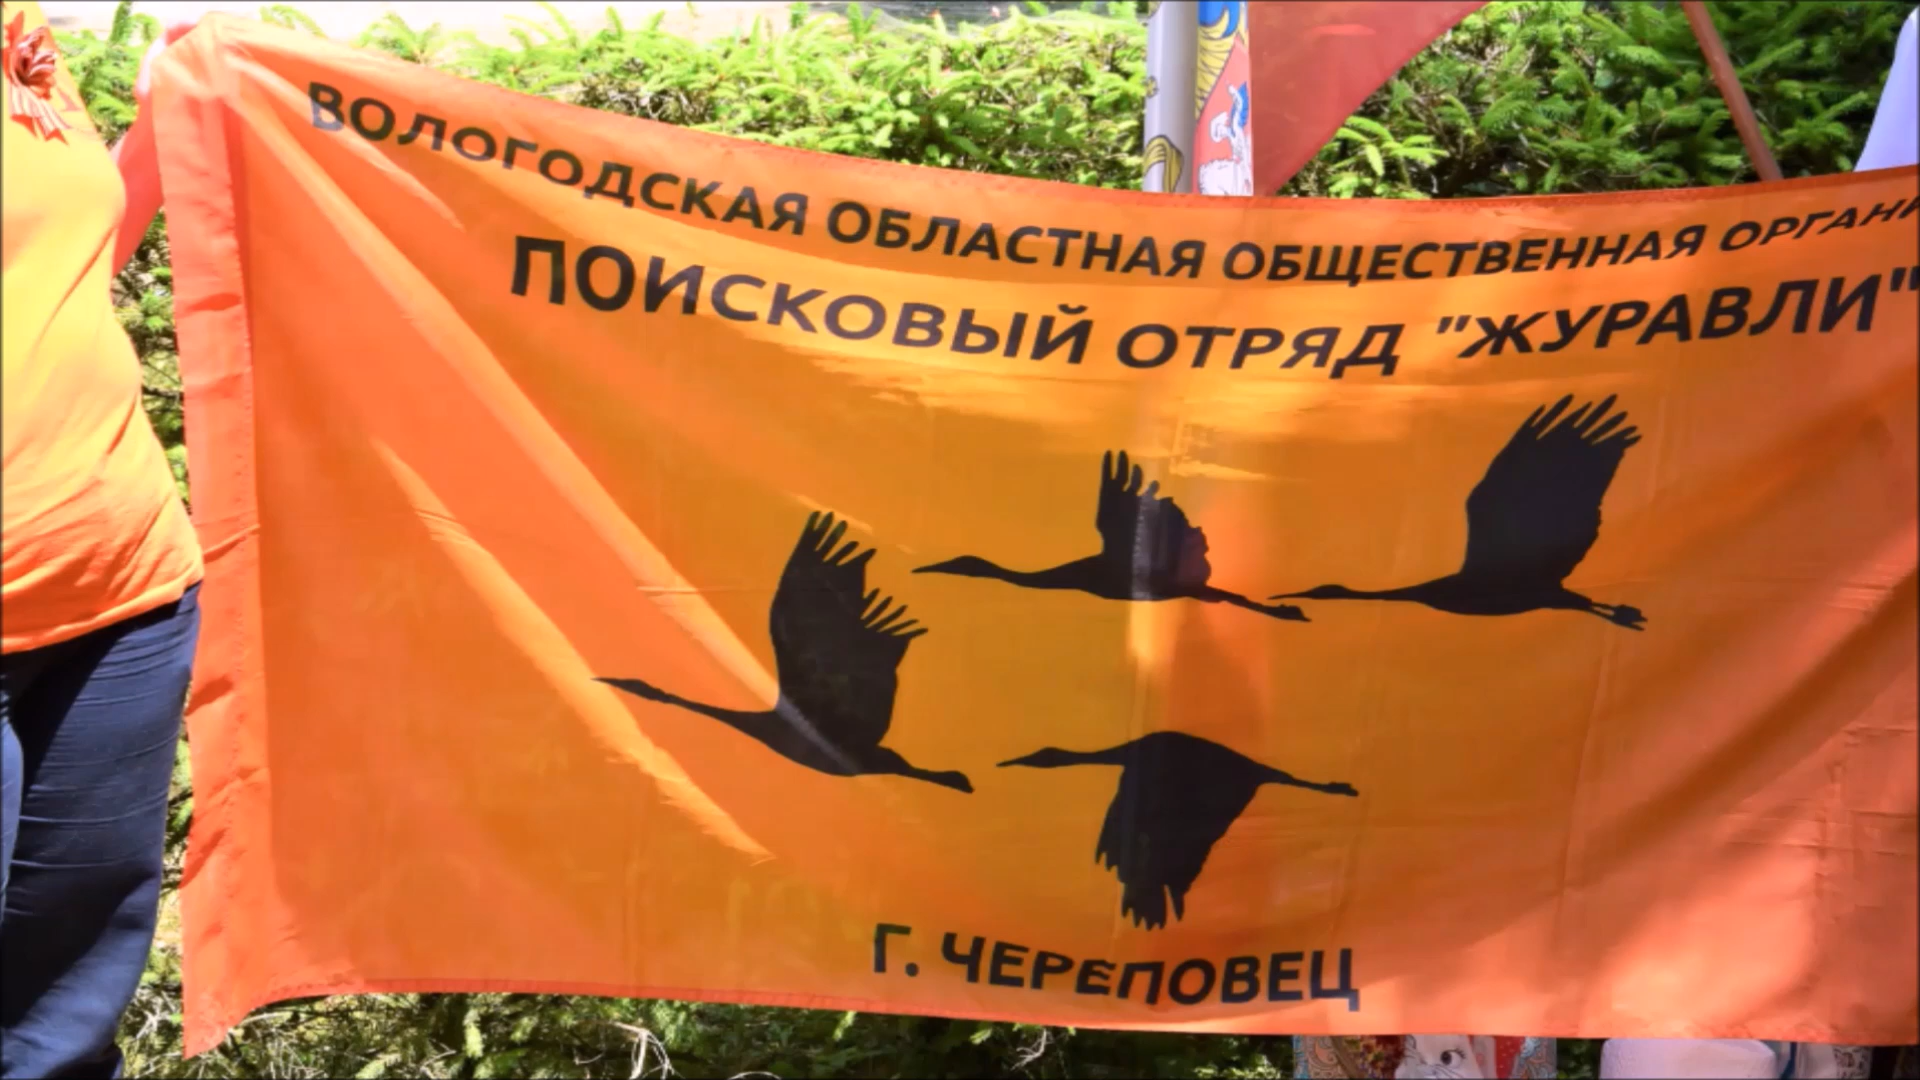 ВОЛОГОДСКАЯ ОБЛАСТНАЯ ОБЩЕСТВЕННАЯ
ПОИСКОВЫЙ ОТРЯД "ЖУРАВЛИ"
Г. ЧЕРЕПОВЕЦ